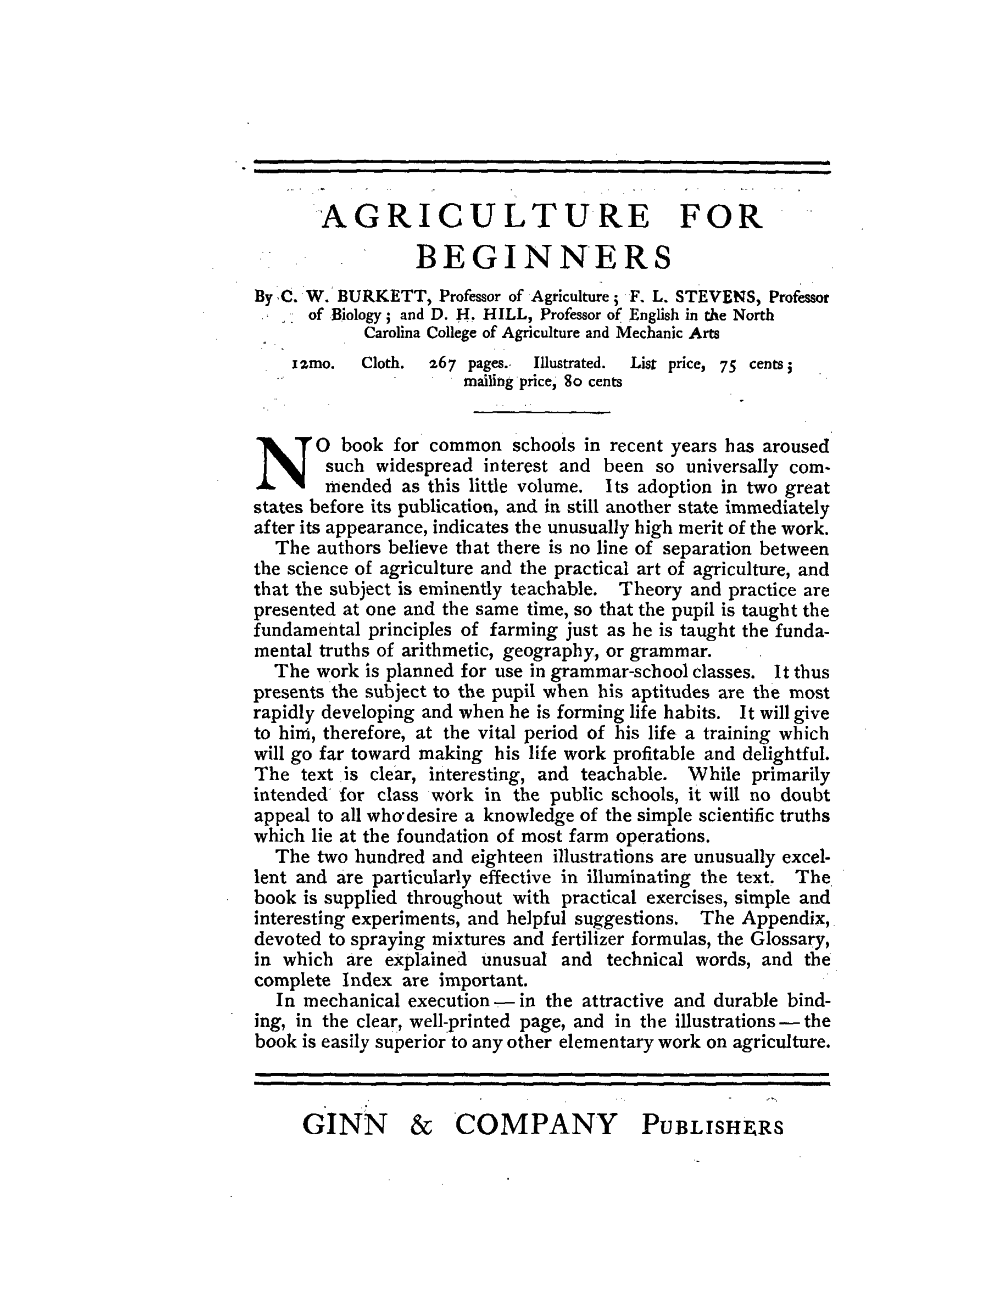 AGRICULTURE FOR
BEGINNERS
By C. W. BURKETT, Professor of Agriculture; F. L. STEVENS, Professor
of Biology; and D. H. HILL, Professor of English in the North
Carolina College of Agriculture and Mechanic Arts
12mo. Cloth. 267 pages. Illustrated. List price, 75 cents;
mailing price, 80 cents
NO book for common schools in recent years has aroused
such widespread interest and been so universally com-
mended as this little volume. Its adoption in two great
states before its publication, and in still another state immediately
after its appearance, indicates the unusually high merit of the work.
The authors believe that there is no line of separation between
the science of agriculture and the practical art of agriculture, and
that the subject is eminently teachable. Theory and practice are
presented at one and the same time, so that the pupil is taught the
fundamental principles of farming just as he is taught the funda-
mental truths of arithmetic, geography, or grammar.
The work is planned for use in grammar-school classes. It thus
presents the subject to the pupil when his aptitudes are the most
rapidly developing and when he is forming life habits. It will give
to him, therefore, at the vital period of his life a training which
will go far toward making his life work profitable and delightful.
The text is clear, interesting, and teachable. While primarily
intended for class work in the public schools, it will no doubt
appeal to all who desire a knowledge of the simple scientific truths
which lie at the foundation of most farm operations.
The two hundred and eighteen illustrations are unusually excel-
lent and are particularly effective in illuminating the text. The
book is supplied throughout with practical exercises, simple and
interesting experiments, and helpful suggestions. The Appendix,
devoted to spraying mixtures and fertilizer formulas, the Glossary,
in which are explained unusual and technical words, and the
complete Index are important.
In mechanical execution — in the attractive and durable bind-
ing, in the clear, well-printed page, and in the illustrations — the
book is easily superior to any other elementary work on agriculture.
GINN & COMPANY PUBLISHERS